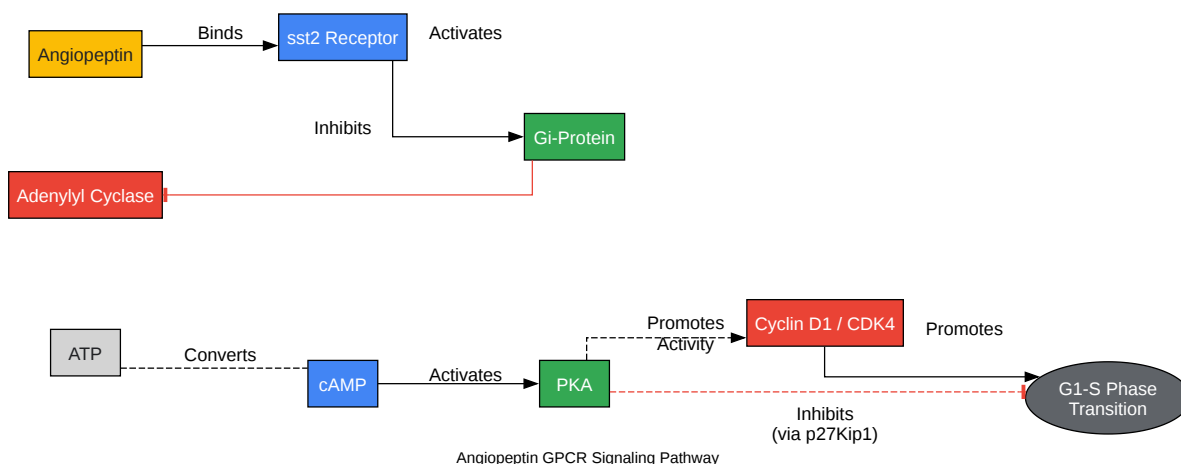 Angiopeptin
Binds
sst2 Receptor
Activates
Inhibits
Gi-Protein
Adenylyl Cyclase
ATP
Converts
cAMP
Activates
PKA
Promotes
Activity
Cyclin D1 / CDK4
Promotes
Inhibits
(via p27Kip1)
G1-S Phase
Transition
Angiopeptin GPCR Signaling Pathway